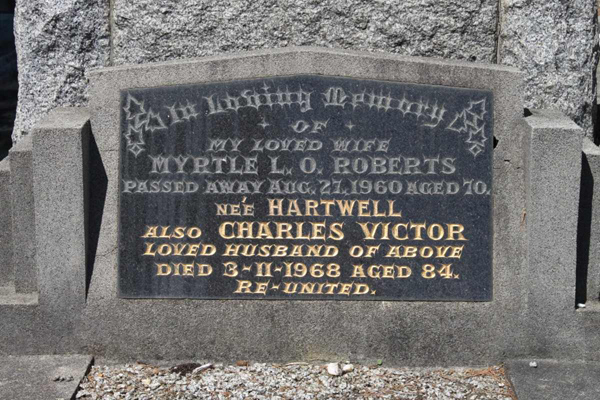 In Loving Memory
OF
MY LOVED WIFE
MYRTLE L. O. ROBERTS
PASSED AWAY AUG. 27, 1960 AGED 70.
NEÉ HARTWELL
ALSO CHARLES VICTOR
LOVED HUSBAND OF ABOVE
DIED 3-11-1968 AGED 84.
RE-UNITED.